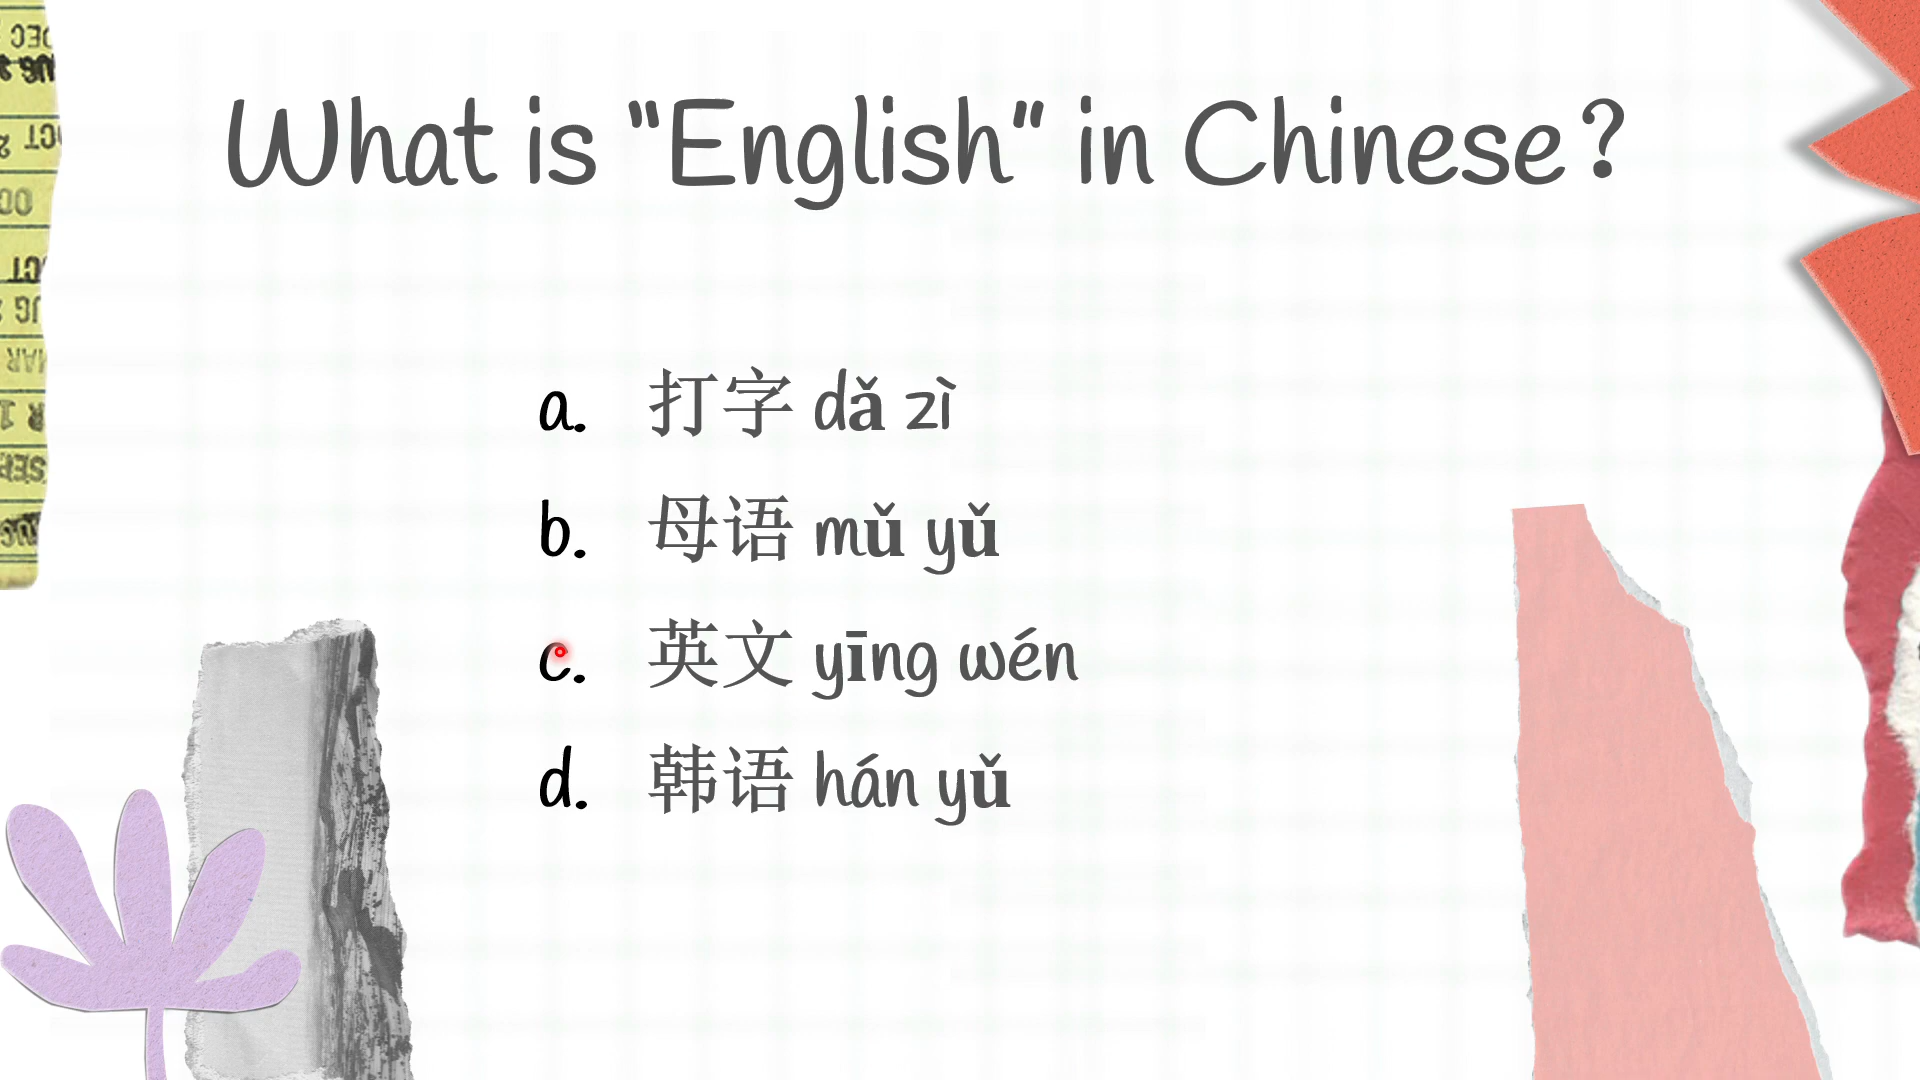 What is "English" in Chinese?
a. 打字 dǎ zì
b. 母语 mǔ yǔ
c. 英文 yīng wén
d. 韩语 hán yǔ